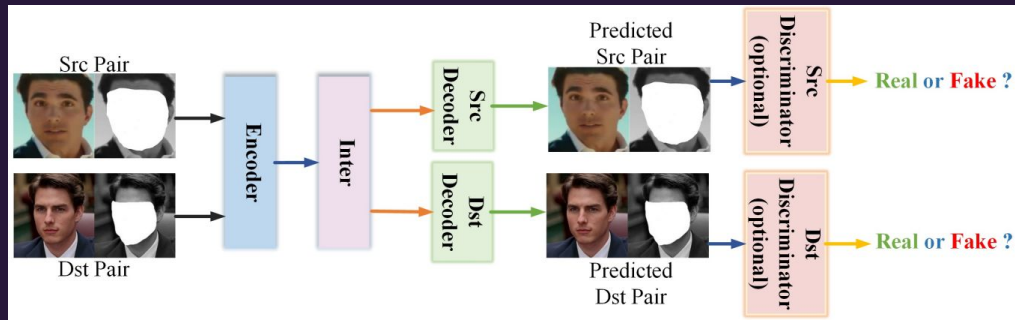 Src Pair
Dst Pair
Encoder
Inter
Src
Decoder
Dst
Decoder
Predicted
Src Pair
Predicted
Dst Pair
Src
Discriminator
(optional)
Real or Fake ?
Dst
Discriminator
(optional)
Real or Fake ?